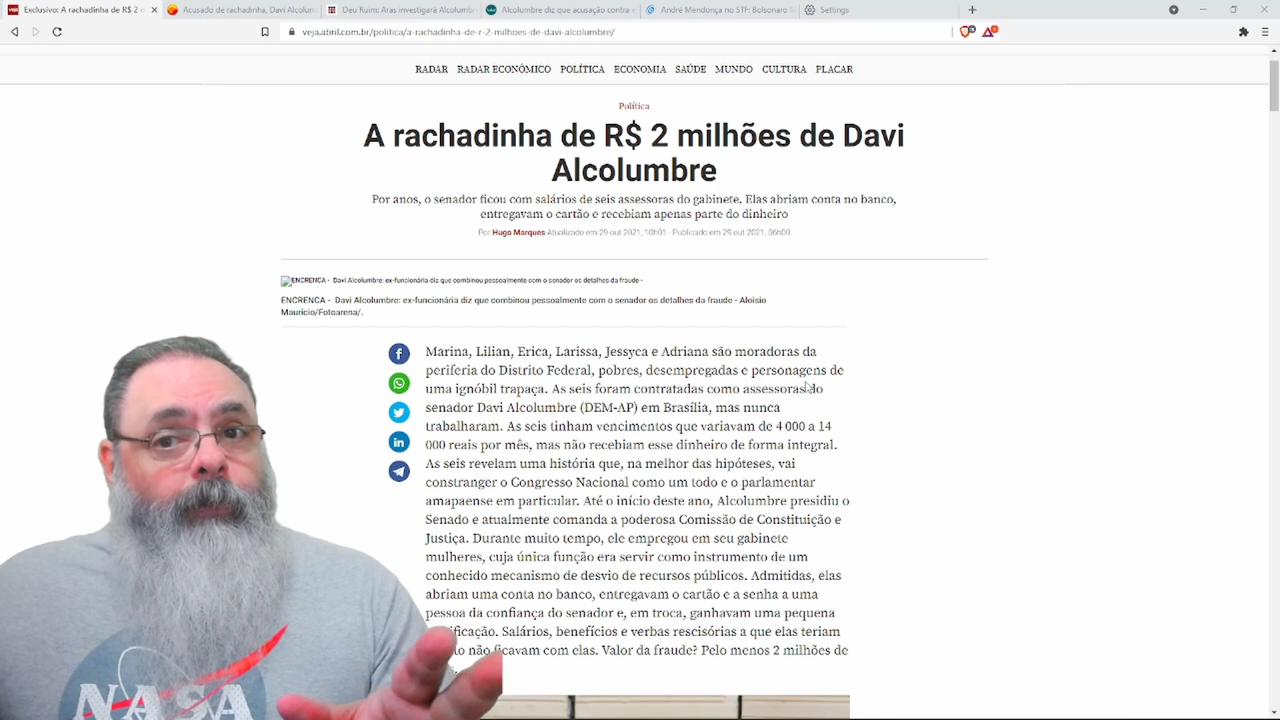 Exclusivo: A rachadinha de R$ 2 m
Acusado de rachadinha, Davi Alcolum
Deu Ruim: Aras investigará Alcolumbr
Alcolumbre diz que acusação contra e
André Mendonça no STF: Bolsonaro
Settings
veja.abril.com.br/politica/a-rachadinha-de-r-2-milhoes-de-davi-alcolumbre/
RADAR RADAR ECONÔMICO POLÍTICA ECONOMIA SAÚDE MUNDO CULTURA PLACAR
Política
A rachadinha de R$ 2 milhões de Davi
Alcolumbre
Por anos, o senador ficou com salários de seis assessoras do gabinete. Elas abriam conta no banco,
entregavam o cartão e recebiam apenas parte do dinheiro
Por Hugo Marques Atualizado em 29 out 2021, 10h01 - Publicado em 29 out 2021, 06h00
ENCRENCA - Davi Alcolumbre: ex-funcionária diz que combinou pessoalmente com o senador os detalhes da fraude -
ENCRENCA - Davi Alcolumbre: ex-funcionária diz que combinou pessoalmente com o senador os detalhes da fraude - Aloisio
Mauricio/Fotoarena/.
Marina, Lilian, Erica, Larissa, Jessyca e Adriana são moradoras da
periferia do Distrito Federal, pobres, desempregadas e personagens de
uma ignóbil trapaça. As seis foram contratadas como assessoras do
senador Davi Alcolumbre (DEM-AP) em Brasília, mas nunca
trabalharam. As seis tinham vencimentos que variavam de 4 000 a 14
000 reais por mês, mas não recebiam esse dinheiro de forma integral.
As seis revelam uma história que, na melhor das hipóteses, vai
constranger o Congresso Nacional como um todo e o parlamentar
amapaense em particular. Até o início deste ano, Alcolumbre presidiu o
Senado e atualmente comanda a poderosa Comissão de Constituição e
Justiça. Durante muito tempo, ele empregou em seu gabinete
mulheres, cuja única função era servir como instrumento de um
conhecido mecanismo de desvio de recursos públicos. Admitidas, elas
abriam uma conta no banco, entregavam o cartão e a senha a uma
pessoa da confiança do senador e, em troca, ganhavam uma pequena
ificação. Salários, benefícios e verbas rescisórias a que elas teriam
não ficavam com elas. Valor da fraude? Pelo menos 2 milhões de
NASA